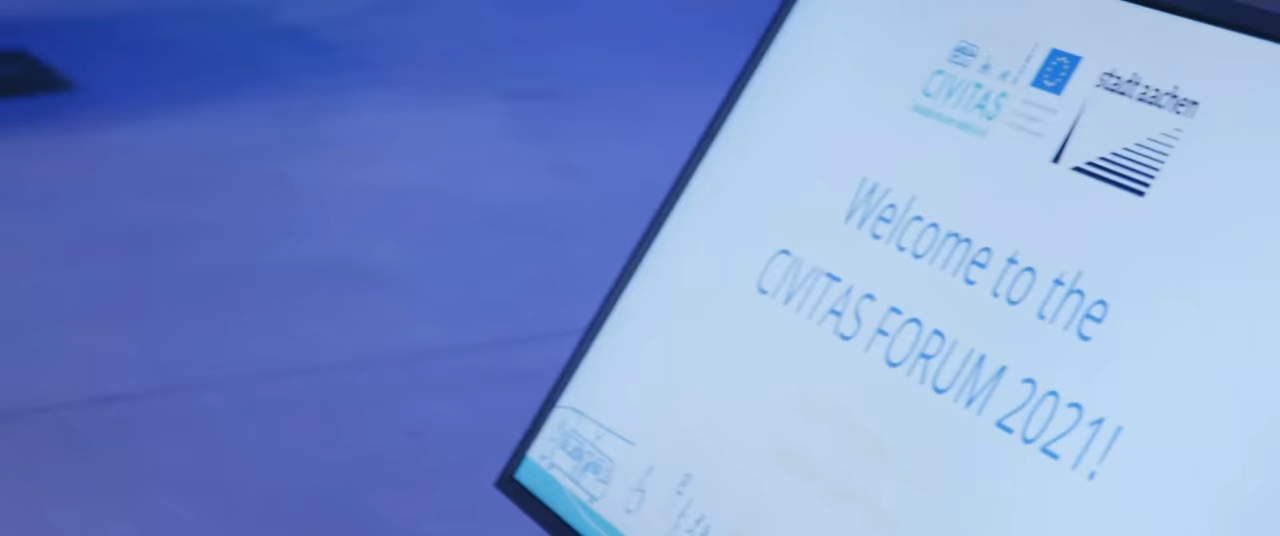 CIVITAS
stadt aachen
Welcome to the
CIVITAS FORUM 2021!